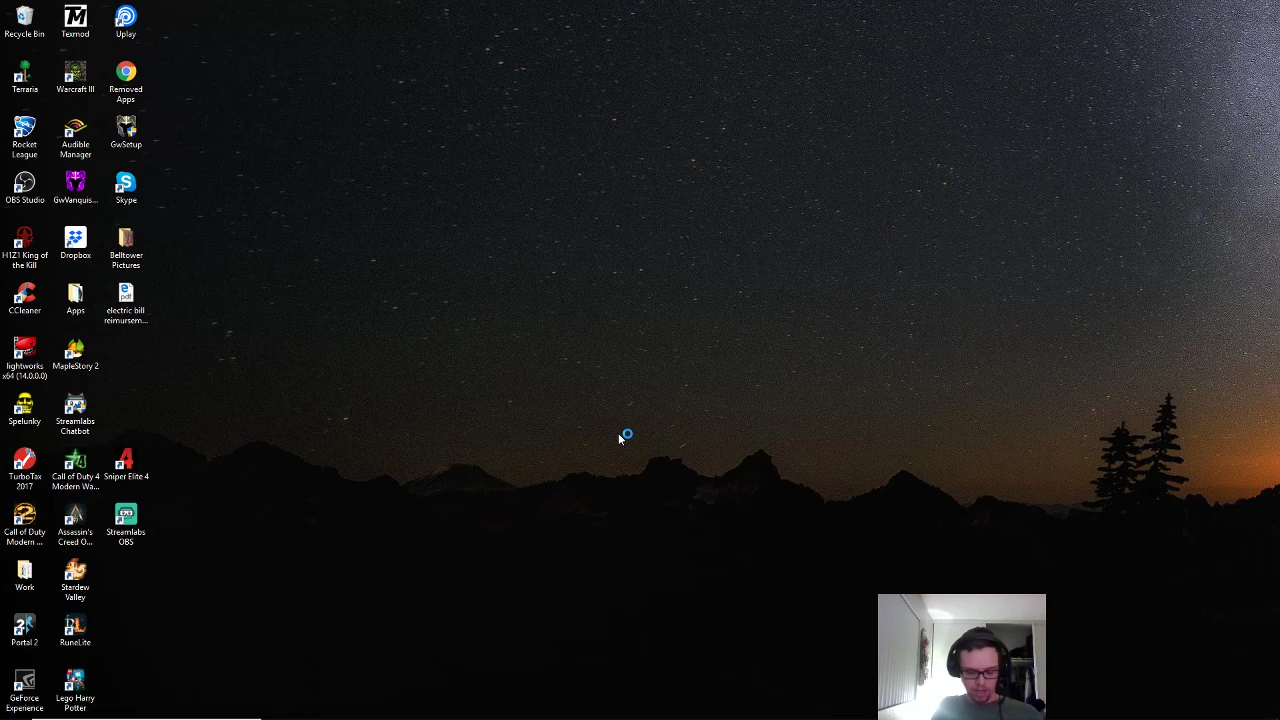 Recycle Bin
Texmod
Uplay
Terraria
Warcraft III
Removed
Apps
Rocket
League
Audible
Manager
GwSetup
OBS Studio
GwVanquis...
Skype
H1Z1 King of
the Kill
Dropbox
Belltower
Pictures
CCleaner
Apps
electric bill
reimursem...
lightworks
x64 (14.0.0.0)
MapleStory 2
Spelunky
Streamlabs
Chatbot
TurboTax
2017
Call of Duty 4
Modern Wa...
Sniper Elite 4
Call of Duty
Modern ...
Assassin's
Creed O...
Streamlabs
OBS
Work
Stardew
Valley
Portal 2
RuneLite
GeForce
Experience
Lego Harry
Potter